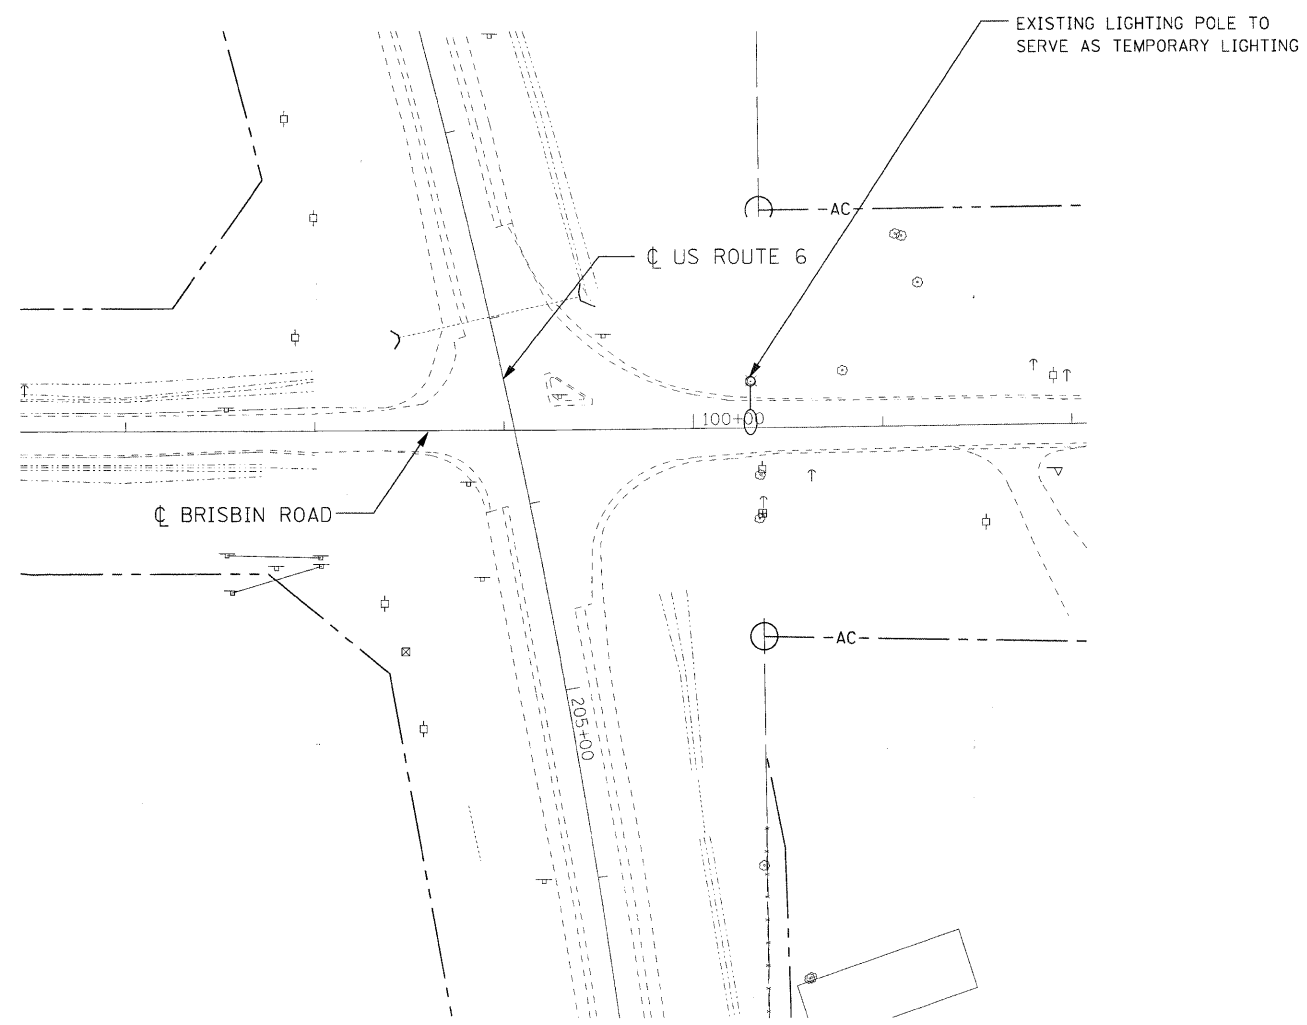 EXISTING LIGHTING POLE TO
SERVE AS TEMPORARY LIGHTING
AC
℄ US ROUTE 6
100+00
℄ BRISBIN ROAD
AC
205+00